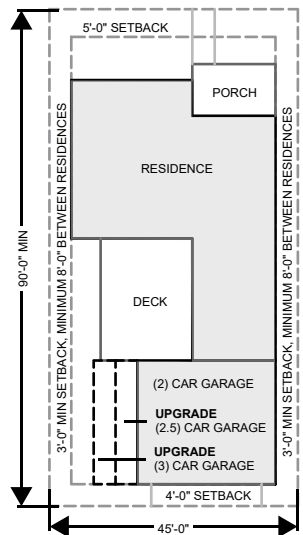 5'-0" SETBACK
PORCH
RESIDENCE
3'-0" MIN SETBACK, MINIMUM 8'-0" BETWEEN RESIDENCES
3'-0" MIN SETBACK, MINIMUM 8'-0" BETWEEN RESIDENCES
90'-0" MIN
DECK
(2) CAR GARAGE
UPGRADE
(2.5) CAR GARAGE
UPGRADE
(3) CAR GARAGE
4'-0" SETBACK
45'-0"